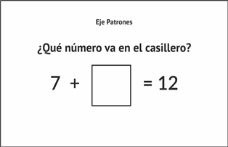 Eje Patrones
¿Qué número va en el casillero?
7 + = 12